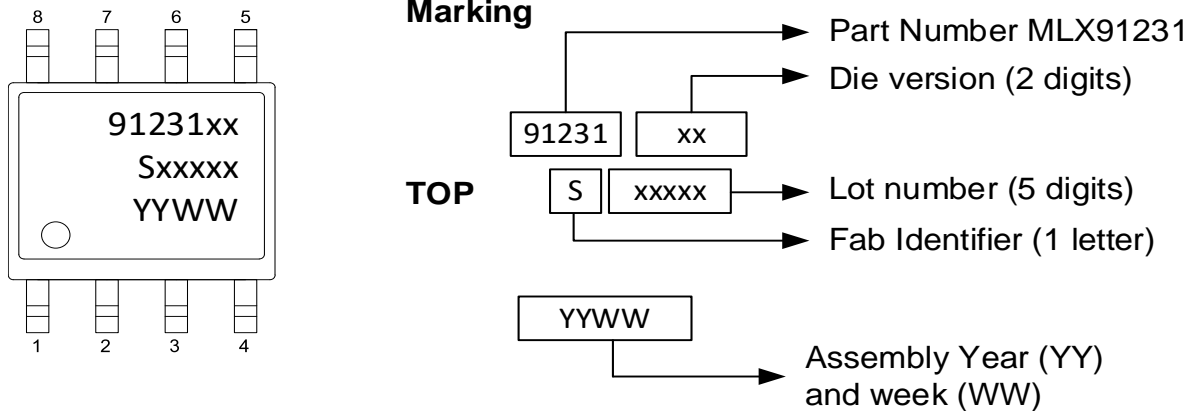 8 7 6 5
91231xx
Sxxxxx
YYWW
1 2 3 4
Marking
Part Number MLX91231
Die version (2 digits)
91231 xx
TOP S xxxxx Lot number (5 digits)
Fab Identifier (1 letter)
YYWW
Assembly Year (YY)
and week (WW)